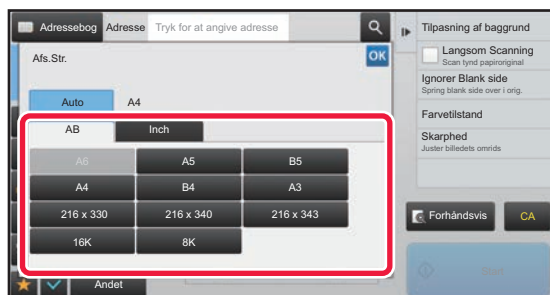 Adressebog Adresse Tryk for at angive adresse
Afs.Str. OK
Auto A4
AB Inch
A6 A5 B5
A4 B4 A3
216 x 330 216 x 340 216 x 343
16K 8K
Andet
Tilpasning af baggrund
Langsom Scanning
Scan tynd papiroriginal
Ignorer Blank side
Spring blank side over i orig.
Farvetilstand
Skarphed
Juster billedets omrids
Forhåndsvis CA
Start